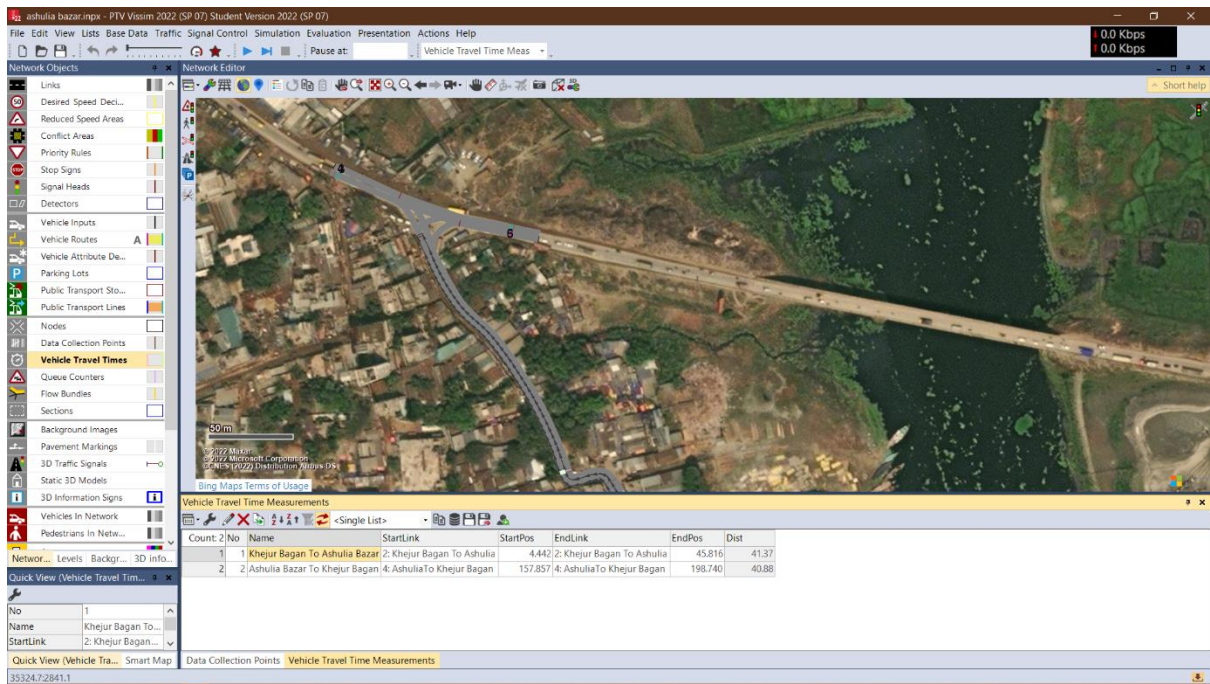 ashulia bazar.inpx - PTV Vissim 2022 (SP 07) Student Version 2022 (SP 07)
File Edit View Lists Base Data Traffic Signal Control Simulation Evaluation Presentation Actions Help
0.0 Kbps
0.0 Kbps
Pause at:
Vehicle Travel Time Meas
Network Objects
Network Editor
Short help
Links
Desired Speed Deci...
Reduced Speed Areas
Conflict Areas
Priority Rules
Stop Signs
Signal Heads
Detectors
Vehicle Inputs
Vehicle Routes A
Vehicle Attribute De...
Parking Lots
Public Transport Sto...
Public Transport Lines
Nodes
Data Collection Points
Vehicle Travel Times
Queue Counters
Flow Bundles
Sections
Background Images
Pavement Markings
3D Traffic Signals
Static 3D Models
3D Information Signs
Vehicles In Network
Pedestrians In Netw...
Networ... Levels Backgr... 3D info...
4
6
50 m
© 2022 Maxar
© 2022 Microsoft Corporation
©CNES (2022) Distribution Airbus DS
Bing Maps Terms of Usage
Vehicle Travel Time Measurements
<Single List>
Count: 2 No Name StartLink StartPos EndLink EndPos Dist
1 1 Khejur Bagan To Ashulia Bazar 2: Khejur Bagan To Ashulia 4.442 2: Khejur Bagan To Ashulia 45.816 41.37
2 2 Ashulia Bazar To Khejur Bagan 4: AshuliaTo Khejur Bagan 157.857 4: AshuliaTo Khejur Bagan 198.740 40.88
Quick View (Vehicle Travel Tim...
No 1
Name Khejur Bagan To...
StartLink 2: Khejur Bagan...
Quick View (Vehicle Tra... Smart Map
Data Collection Points Vehicle Travel Time Measurements
35324.7:2841.1